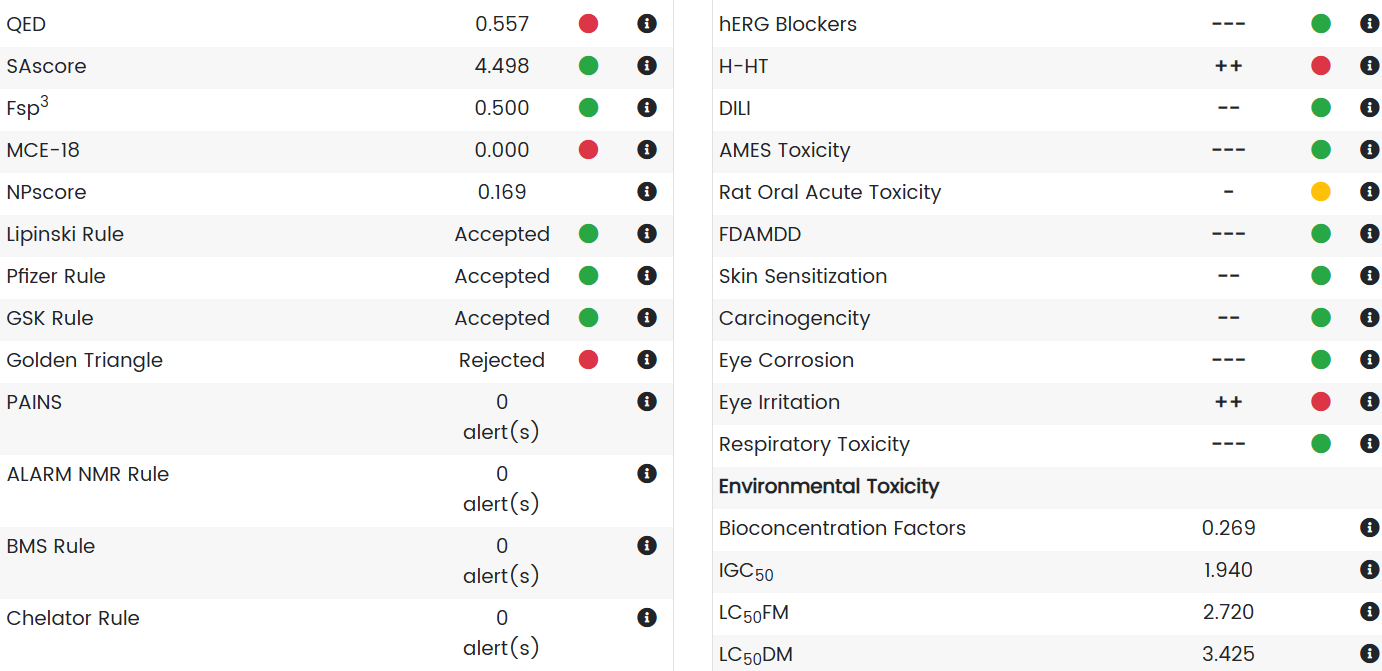 QED 0.557
SAscore 4.498
Fsp3 0.500
MCE-18 0.000
NPscore 0.169
Lipinski Rule Accepted
Pfizer Rule Accepted
GSK Rule Accepted
Golden Triangle Rejected
PAINS 0
alert(s)
ALARM NMR Rule 0
alert(s)
BMS Rule 0
alert(s)
Chelator Rule 0
alert(s)
hERG Blockers ---
H-HT ++
DILI --
AMES Toxicity ---
Rat Oral Acute Toxicity -
FDAMDD ---
Skin Sensitization --
Carcinogencity --
Eye Corrosion ---
Eye Irritation ++
Respiratory Toxicity ---
Environmental Toxicity
Bioconcentration Factors 0.269
IGC50 1.940
LC50FM 2.720
LC50DM 3.425